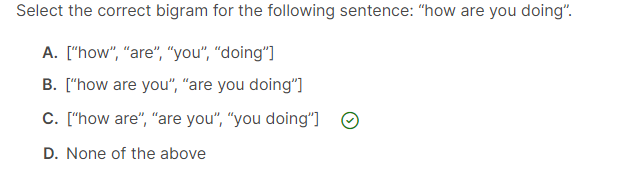 Select the correct bigram for the following sentence: “how are you doing”.
A. [“how”, “are”, “you”, “doing”]
B. [“how are you”, “are you doing”]
C. [“how are”, “are you”, “you doing”]
D. None of the above